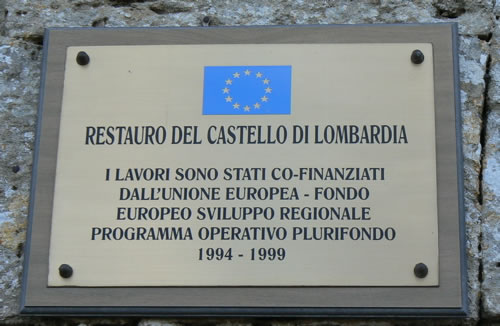 RESTAURO DEL CASTELLO DI LOMBARDIA
I LAVORI SONO STATI CO-FINANZIATI
DALL'UNIONE EUROPEA - FONDO
EUROPEO SVILUPPO REGIONALE
PROGRAMMA OPERATIVO PLURIFONDO
1994 - 1999